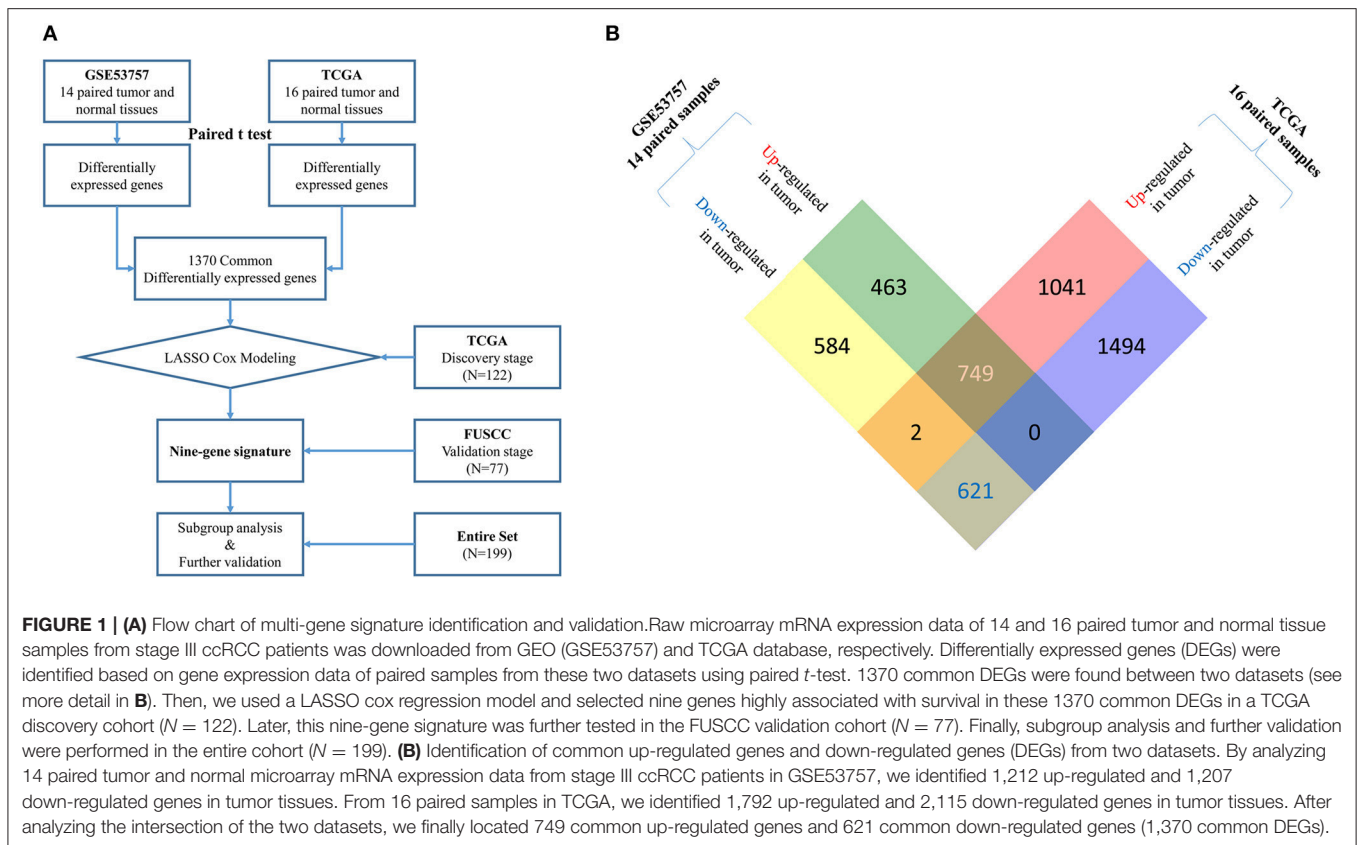 A
GSE53757
14 paired tumor and
normal tissues
TCGA
16 paired tumor and
normal tissues
Paired t test
Differentially
expressed genes
Differentially
expressed genes
1370 Common
Differentially expressed genes
LASSO Cox Modeling
TCGA
Discovery stage
(N=122)
Nine-gene signature
FUSCC
Validation stage
(N=77)
Subgroup analysis
&
Further validation
Entire Set
(N=199)
B
GSE53757
14 paired samples
Up-regulated
in tumor
Down-regulated
in tumor
TCGA
16 paired samples
Up-regulated
in tumor
Down-regulated
in tumor
463
1041
584
749
1494
2
0
621
FIGURE 1 | (A) Flow chart of multi-gene signature identification and validation.Raw microarray mRNA expression data of 14 and 16 paired tumor and normal tissue
samples from stage III ccRCC patients was downloaded from GEO (GSE53757) and TCGA database, respectively. Differentially expressed genes (DEGs) were
identified based on gene expression data of paired samples from these two datasets using paired t-test. 1370 common DEGs were found between two datasets (see
more detail in B). Then, we used a LASSO cox regression model and selected nine genes highly associated with survival in these 1370 common DEGs in a TCGA
discovery cohort (N = 122). Later, this nine-gene signature was further tested in the FUSCC validation cohort (N = 77). Finally, subgroup analysis and further validation
were performed in the entire cohort (N = 199). (B) Identification of common up-regulated genes and down-regulated genes (DEGs) from two datasets. By analyzing
14 paired tumor and normal microarray mRNA expression data from stage III ccRCC patients in GSE53757, we identified 1,212 up-regulated and 1,207
down-regulated genes in tumor tissues. From 16 paired samples in TCGA, we identified 1,792 up-regulated and 2,115 down-regulated genes in tumor tissues. After
analyzing the intersection of the two datasets, we finally located 749 common up-regulated genes and 621 common down-regulated genes (1,370 common DEGs).